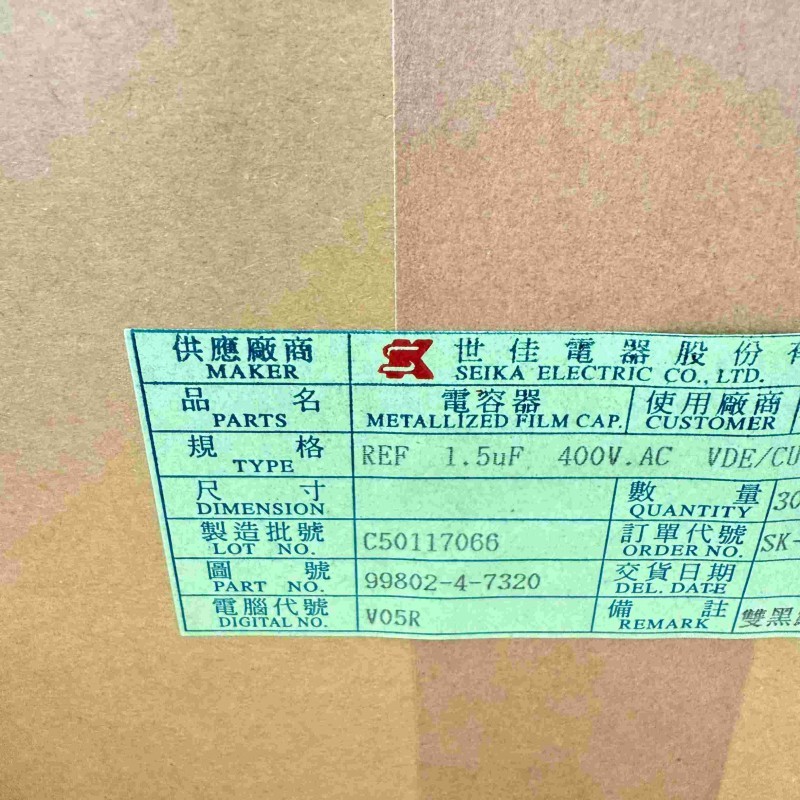 供應廠商 世佳電器股份有
MAKER SEIKA ELECTRIC CO., LTD.
品名 電容器 使用廠商
PARTS METALLIZED FILM CAP. CUSTOMER
規格 REF 1.5uF 400V.AC VDE/CU
TYPE
尺寸 數量 30
DIMENSION QUANTITY
製造批號 C50117066 訂單代號 SK-
LOT NO. ORDER NO.
圖號 99802-4-7320 交貨日期
PART NO. DEL. DATE
電腦代號 V05R 備註 雙黑
DIGITAL NO. REMARK